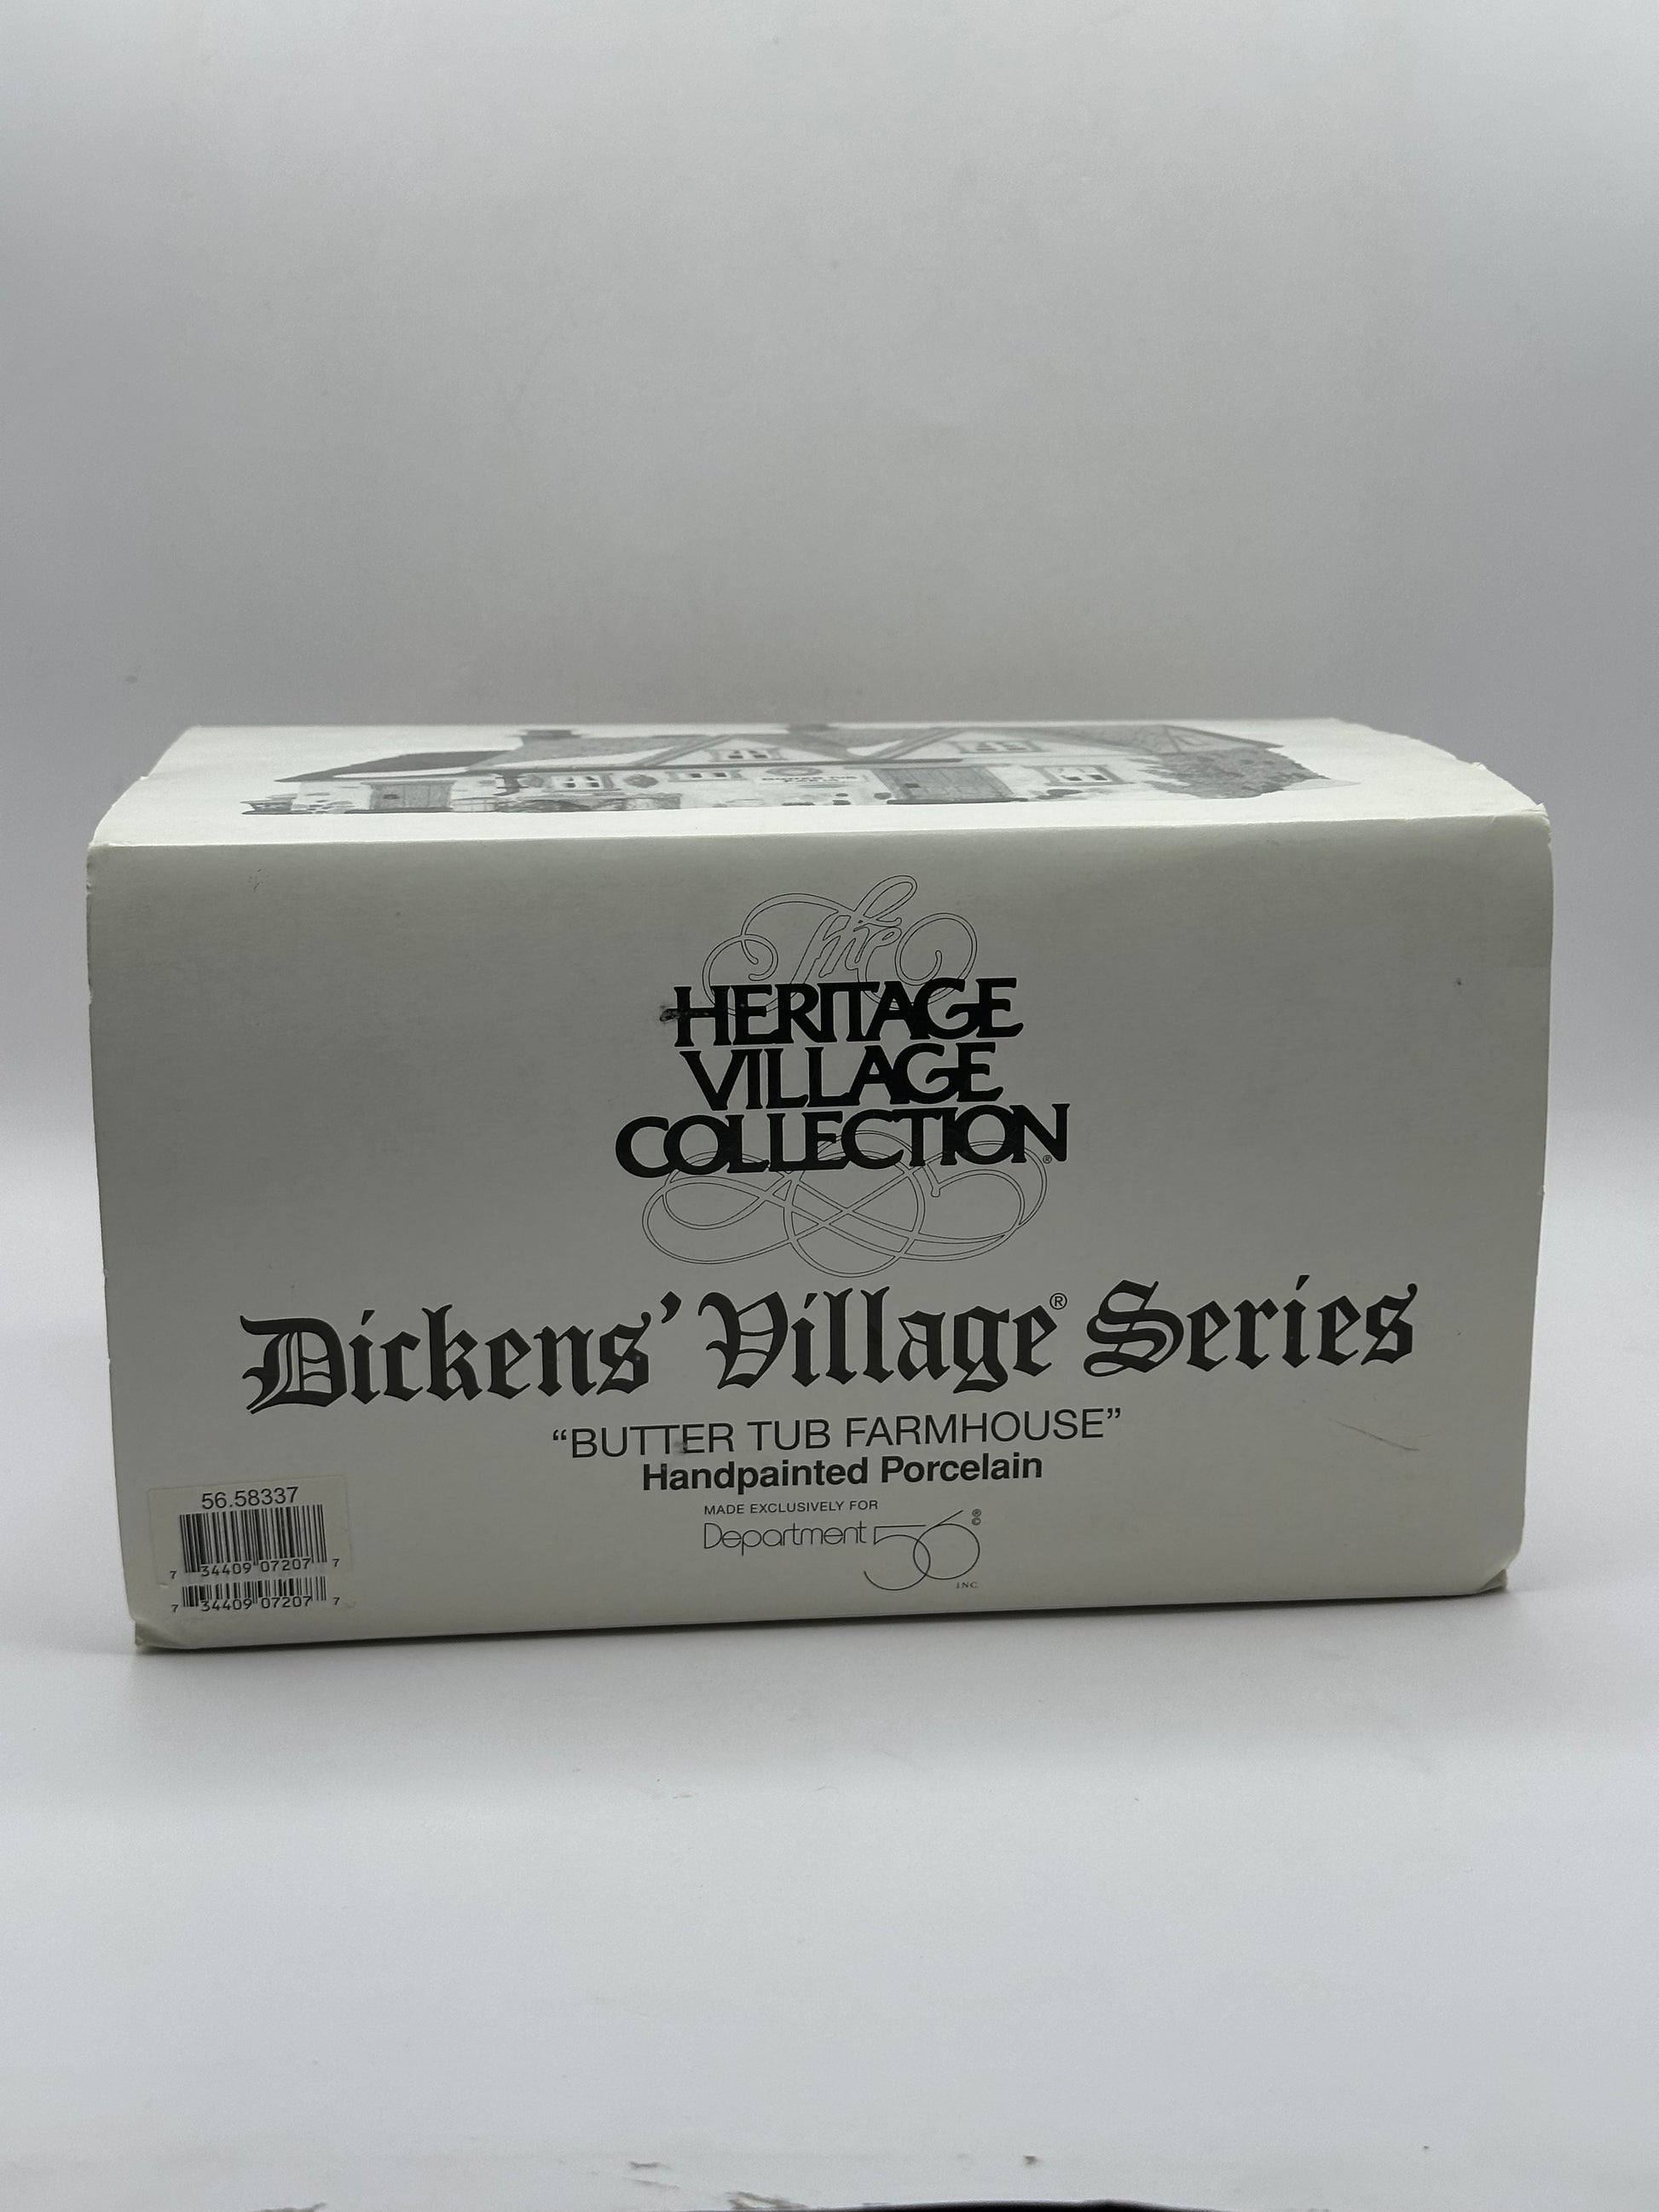 The
HERITAGE
VILLAGE
COLLECTION®
Dickens' Village® Series
“BUTTER TUB FARMHOUSE”
Handpainted Porcelain
MADE EXCLUSIVELY FOR
Department 56®©
INC
56.58337
7 34409 07207 7
7 34409 07207 7